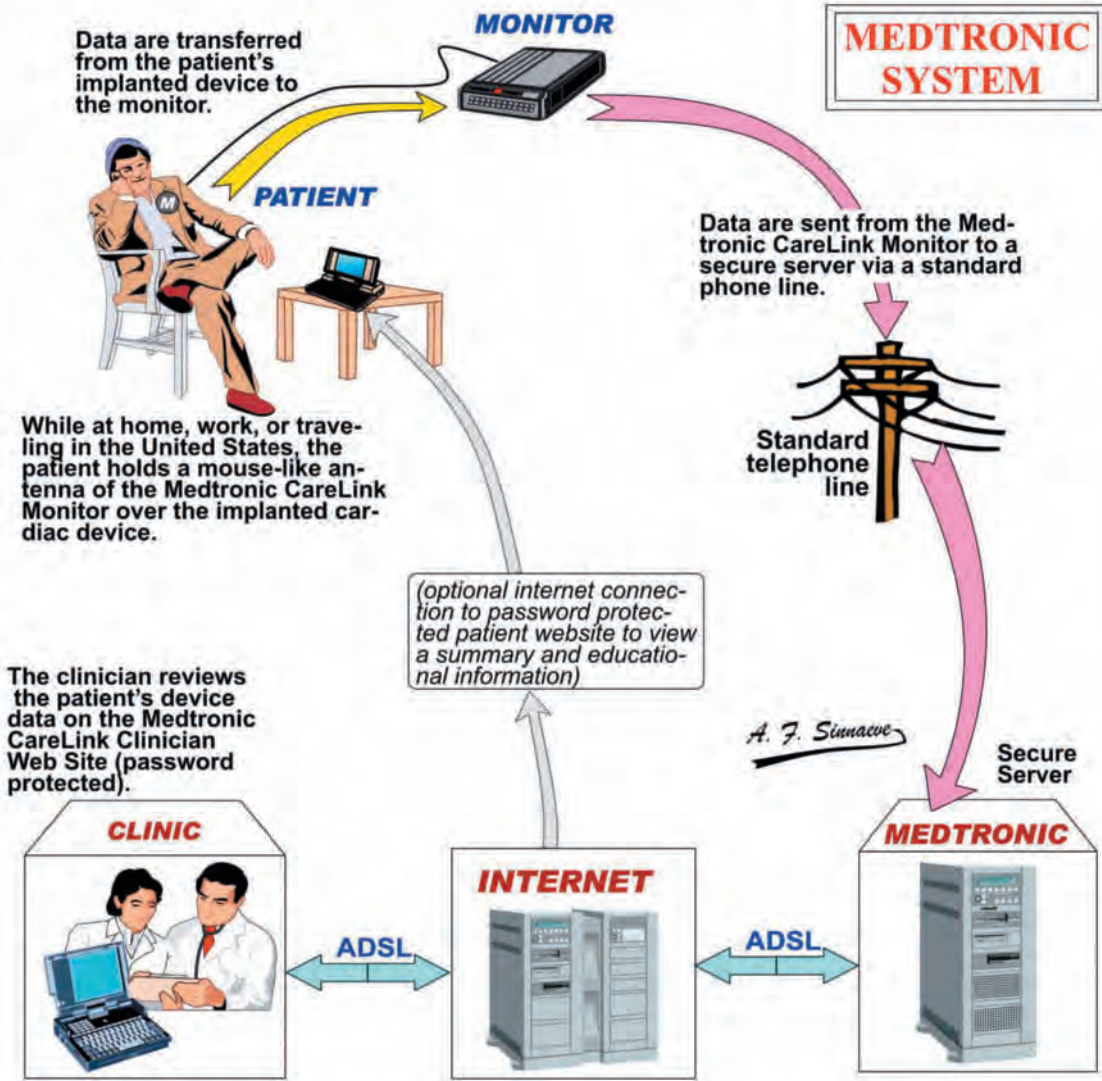 MONITOR
MEDTRONIC
SYSTEM
Data are transferred
from the patient's
implanted device to
the monitor.
M
PATIENT
Data are sent from the Med-
tronic CareLink Monitor to a
secure server via a standard
phone line.
While at home, work, or trave-
ling in the United States, the
patient holds a mouse-like an-
tenna of the Medtronic CareLink
Monitor over the implanted car-
diac device.
Standard
telephone
line
(optional internet connec-
tion to password protec-
ted patient website to view
a summary and educatio-
nal information)
The clinician reviews
the patient's device
data on the Medtronic
CareLink Clinician
Web Site (password
protected).
A. F. Sinnaeve
Secure
Server
CLINIC
INTERNET
MEDTRONIC
ADSL
ADSL